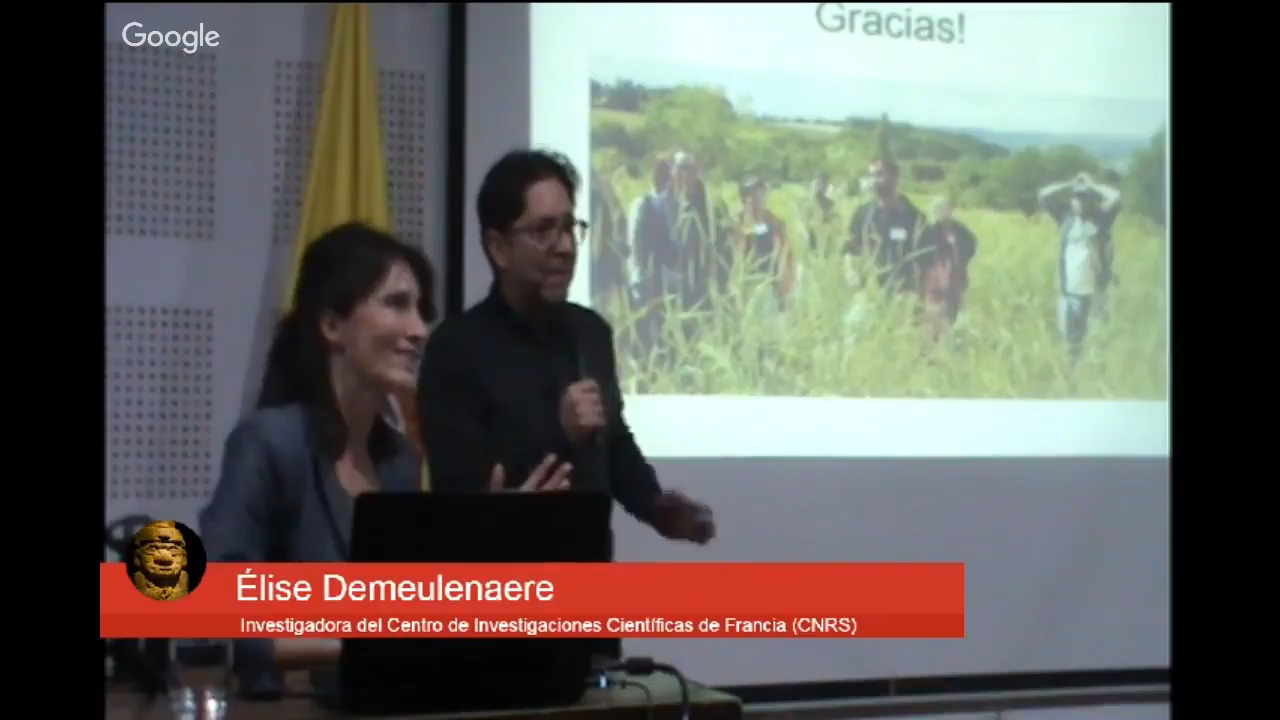 Google
Gracias!
Élise Demeulenaere
Investigadora del Centro de Investigaciones Científicas de Francia (CNRS)